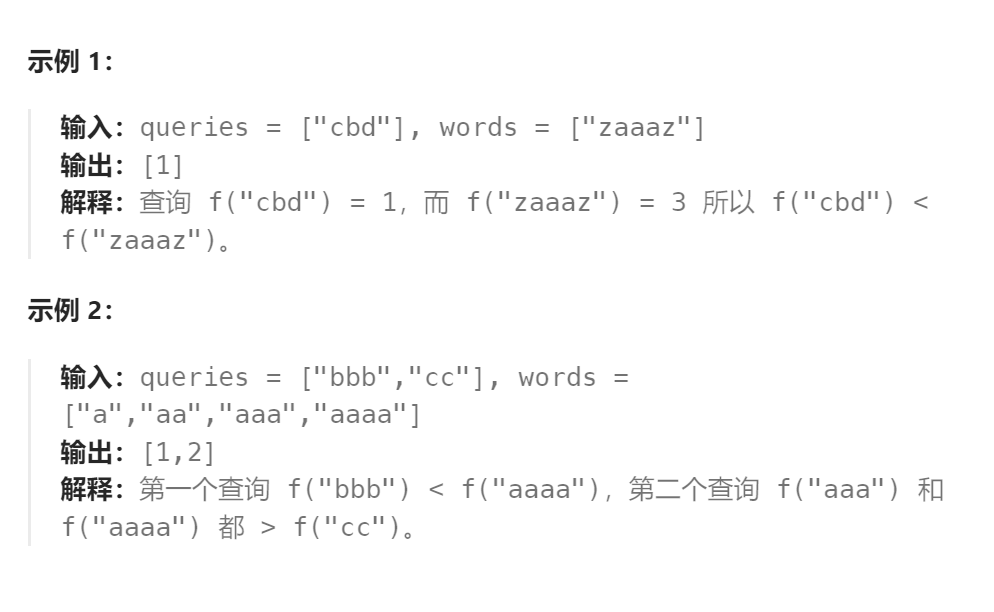 示例 1：
输入：queries = ["cbd"], words = ["zaaaz"]
输出：[1]
解释：查询 f("cbd") = 1，而 f("zaaaz") = 3 所以 f("cbd") <
f("zaaaz")。
示例 2：
输入：queries = ["bbb","cc"], words =
["a","aa","aaa","aaaa"]
输出：[1,2]
解释：第一个查询 f("bbb") < f("aaaa")，第二个查询 f("aaa") 和
f("aaaa") 都 > f("cc")。